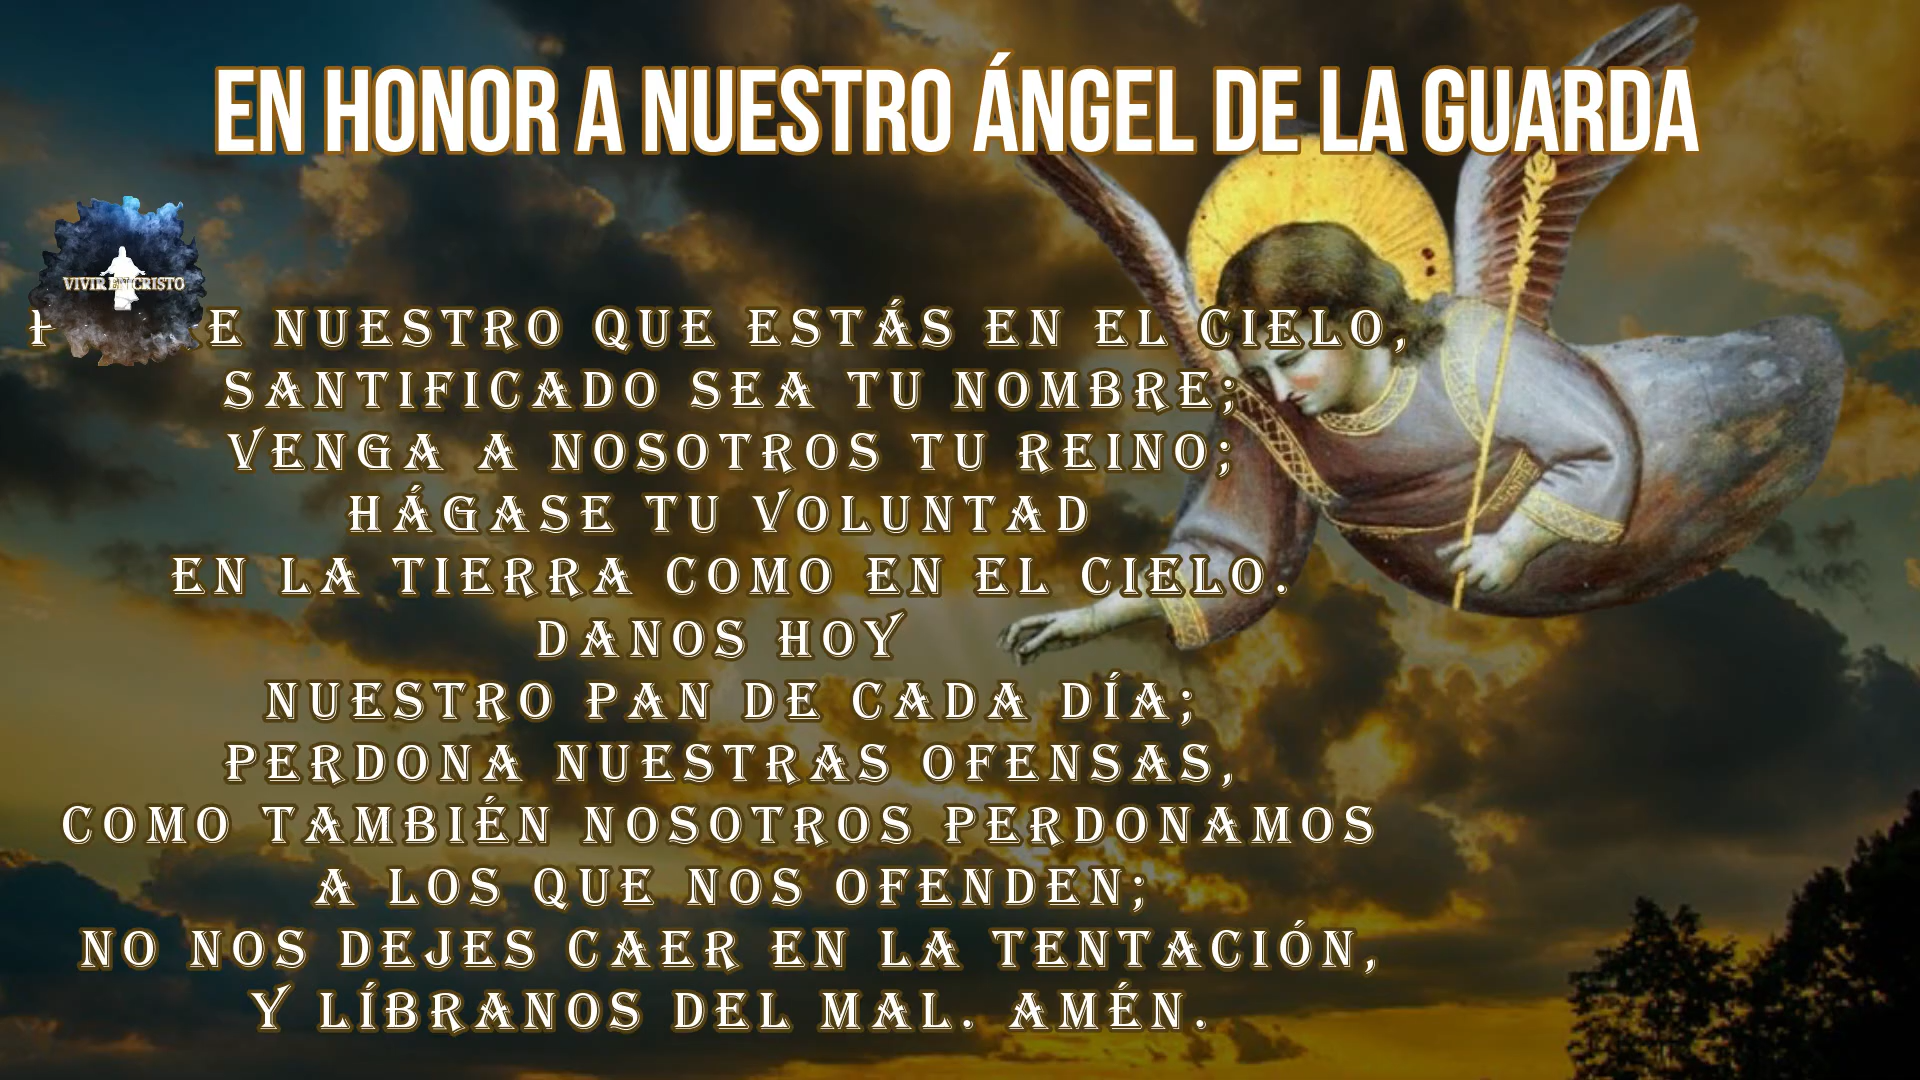 EN HONOR A NUESTRO ÁNGEL DE LA GUARDA
VIVIR EN CRISTO
NUESTRO QUE ESTÁS EN EL CIELO,
SANTIFICADO SEA TU NOMBRE;
VENGA A NOSOTROS TU REINO;
HÁGASE TU VOLUNTAD
EN LA TIERRA COMO EN EL CIELO.
DANOS HOY
NUESTRO PAN DE CADA DÍA;
PERDONA NUESTRAS OFENSAS,
COMO TAMBIÉN NOSOTROS PERDONAMOS
A LOS QUE NOS OFENDEN;
NO NOS DEJES CAER EN LA TENTACIÓN,
Y LÍBRANOS DEL MAL. AMÉN.